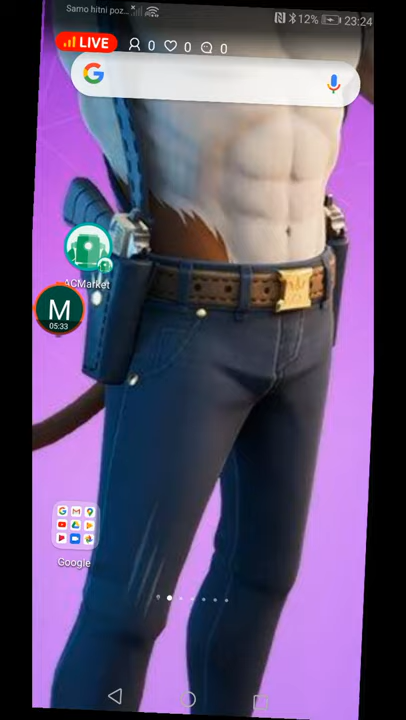 Samo hitni poz...
12% 23:24
LIVE 0 0 0
G
ACMarket
M
05:33
Google